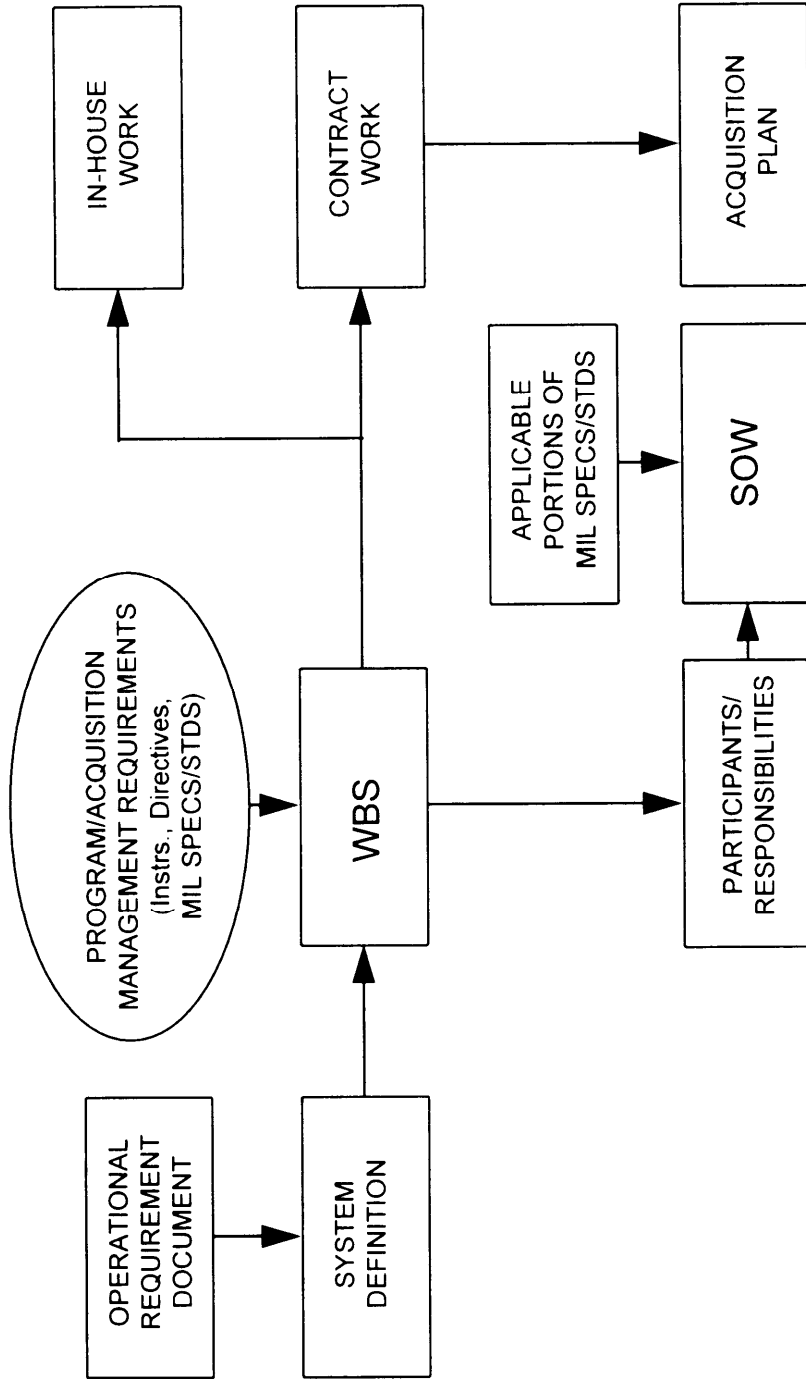 OPERATIONAL
REQUIREMENT
DOCUMENT
SYSTEM
DEFINITION
PROGRAM/ACQUISITION
MANAGEMENT REQUIREMENTS
(Instrs., Directives,
MIL SPECS/STDS)
WBS
IN-HOUSE
WORK
CONTRACT
WORK
PARTICIPANTS/
RESPONSIBILITIES
APPLICABLE
PORTIONS OF
MIL SPECS/STDS
SOW
ACQUISITION
PLAN